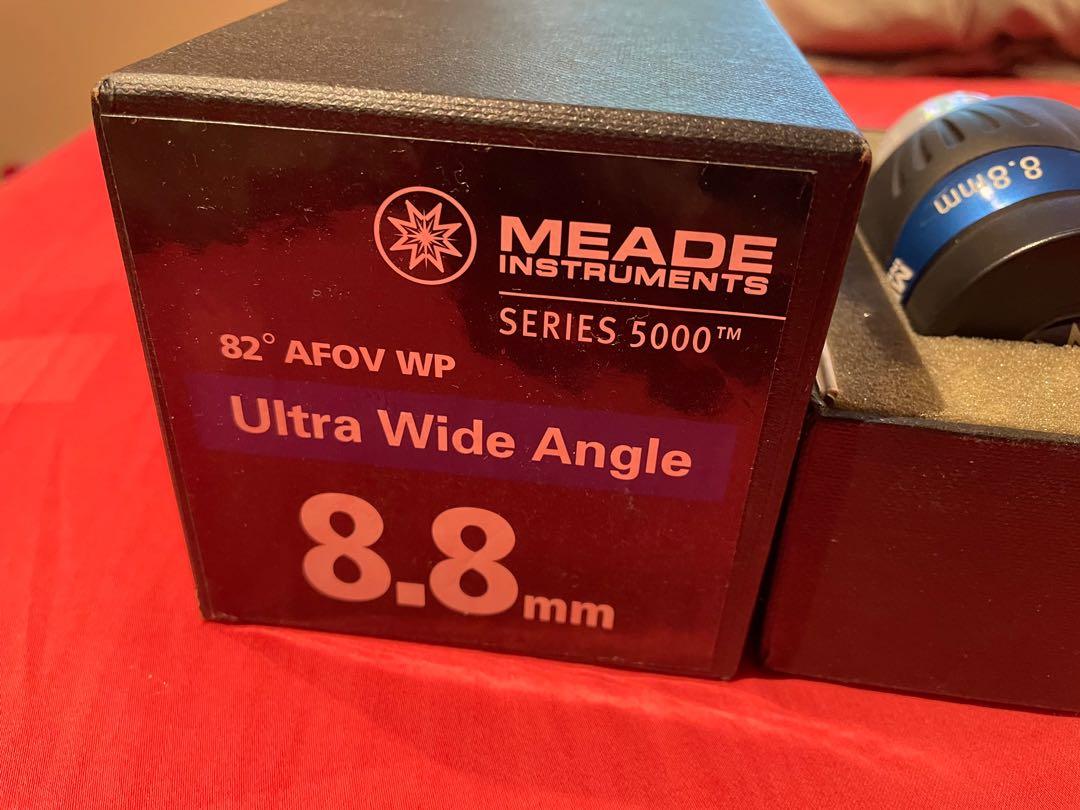 MEADE
INSTRUMENTS
SERIES 5000™
82° AFOV WP
Ultra Wide Angle
8.8mm
8.8mm